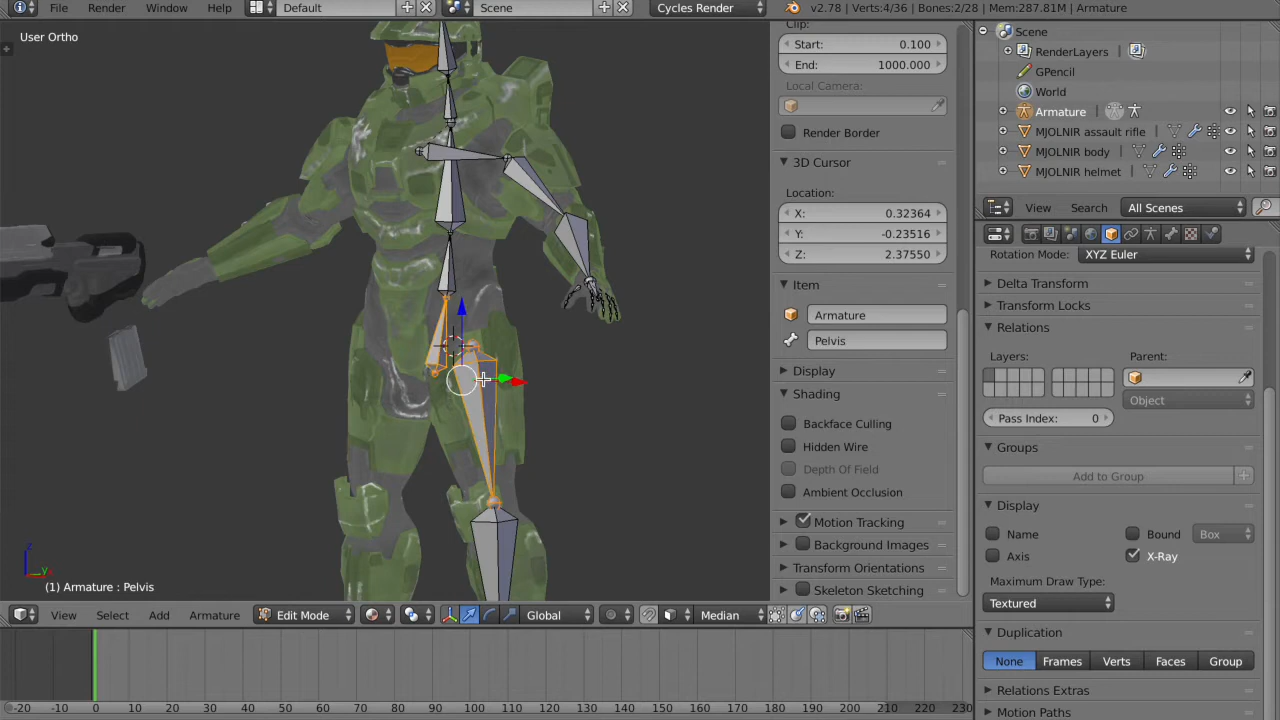 File Render Window Help Default Scene Cycles Render v2.78 | Verts:4/36 | Bones:2/28 | Mem:287.81M | Armature
User Ortho
Clip:
Start: 0.100
End: 1000.000
Local Camera:
Render Border
3D Cursor
Location:
X: 0.32364
Y: -0.23516
Z: 2.37550
Item
Armature
Pelvis
Display
Shading
Backface Culling
Hidden Wire
Depth Of Field
Ambient Occlusion
Motion Tracking
Background Images
Transform Orientations
Skeleton Sketching
Scene
RenderLayers
GPencil
World
Armature
MJOLNIR assault rifle
MJOLNIR body
MJOLNIR helmet
View Search All Scenes
Rotation Mode: XYZ Euler
Delta Transform
Transform Locks
Relations
Layers: Parent:
Object
Pass Index: 0
Groups
Add to Group
Display
Name Bound Box
Axis X-Ray
Maximum Draw Type:
Textured
Duplication
None Frames Verts Faces Group
Relations Extras
Motion Paths
z
y
(1) Armature : Pelvis
View Select Add Armature Edit Mode Global Median
-20 -10 0 10 20 30 40 50 60 70 80 90 100 110 120 130 140 150 160 170 180 190 200 210 220 230